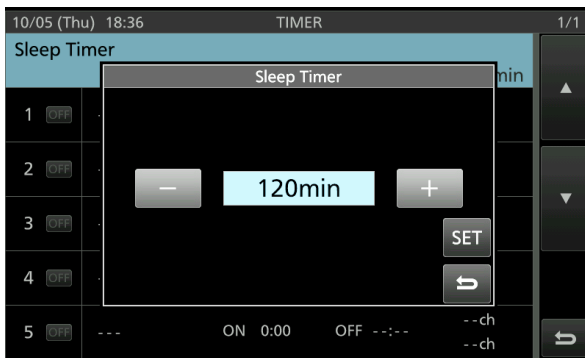 10/05 (Thu) 18:36 TIMER 1/1
Sleep Timer
min
Sleep Timer
1 OFF
2 OFF
− 120min +
3 OFF
SET
4 OFF
5 OFF --- ON 0:00 OFF --:-- --ch
--ch